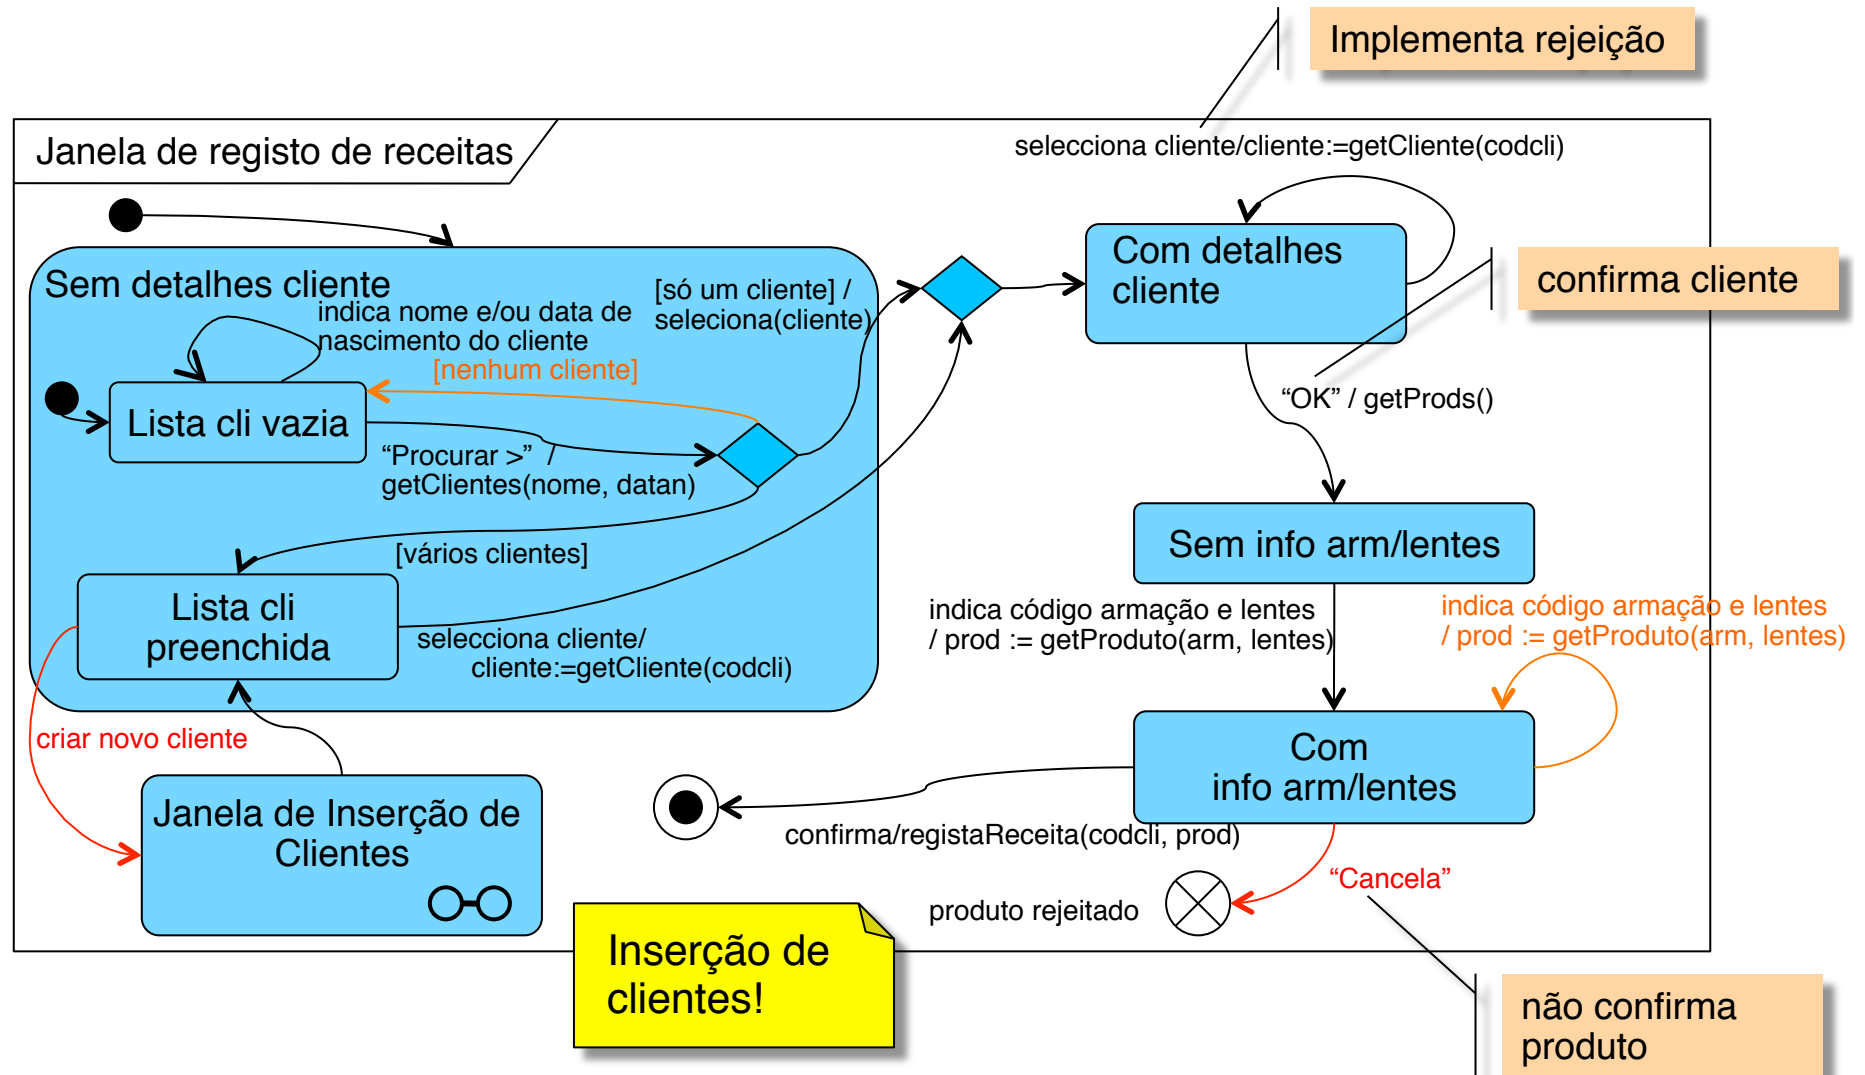 Implementa rejeição
Janela de registo de receitas
selecciona cliente/cliente:=getCliente(codcli)
Sem detalhes cliente
indica nome e/ou data de
nascimento do cliente
[nenhum cliente]
[só um cliente] /
seleciona(cliente)
Com detalhes
cliente
confirma cliente
Lista cli vazia
“Procurar >” /
getClientes(nome, datan)
“OK” / getProds()
[vários clientes]
Sem info arm/lentes
Lista cli
preenchida
selecciona cliente/
cliente:=getCliente(codcli)
indica código armação e lentes
/ prod := getProduto(arm, lentes)
indica código armação e lentes
/ prod := getProduto(arm, lentes)
criar novo cliente
Com
info arm/lentes
Janela de Inserção de
Clientes
confirma/registaReceita(codcli, prod)
“Cancela”
produto rejeitado
Inserção de
clientes!
não confirma
produto